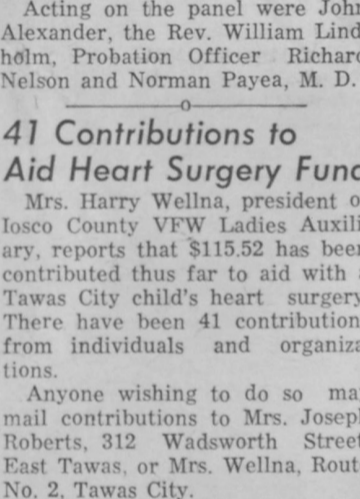 Acting on the panel were John
Alexander, the Rev. William Lind
holm, Probation Officer Richard
Nelson and Norman Payea, M. D.
41 Contributions to
Aid Heart Surgery Fund
Mrs. Harry Wellna, president o
Iosco County VFW Ladies Auxili
ary, reports that $115.52 has been
contributed thus far to aid with a
Tawas City child's heart surgery
There have been 41 contribution
from individuals and organiza
tions.
Anyone wishing to do so may
mail contributions to Mrs. Joseph
Roberts, 312 Wadsworth Street
East Tawas, or Mrs. Wellna, Rout
No. 2, Tawas City.